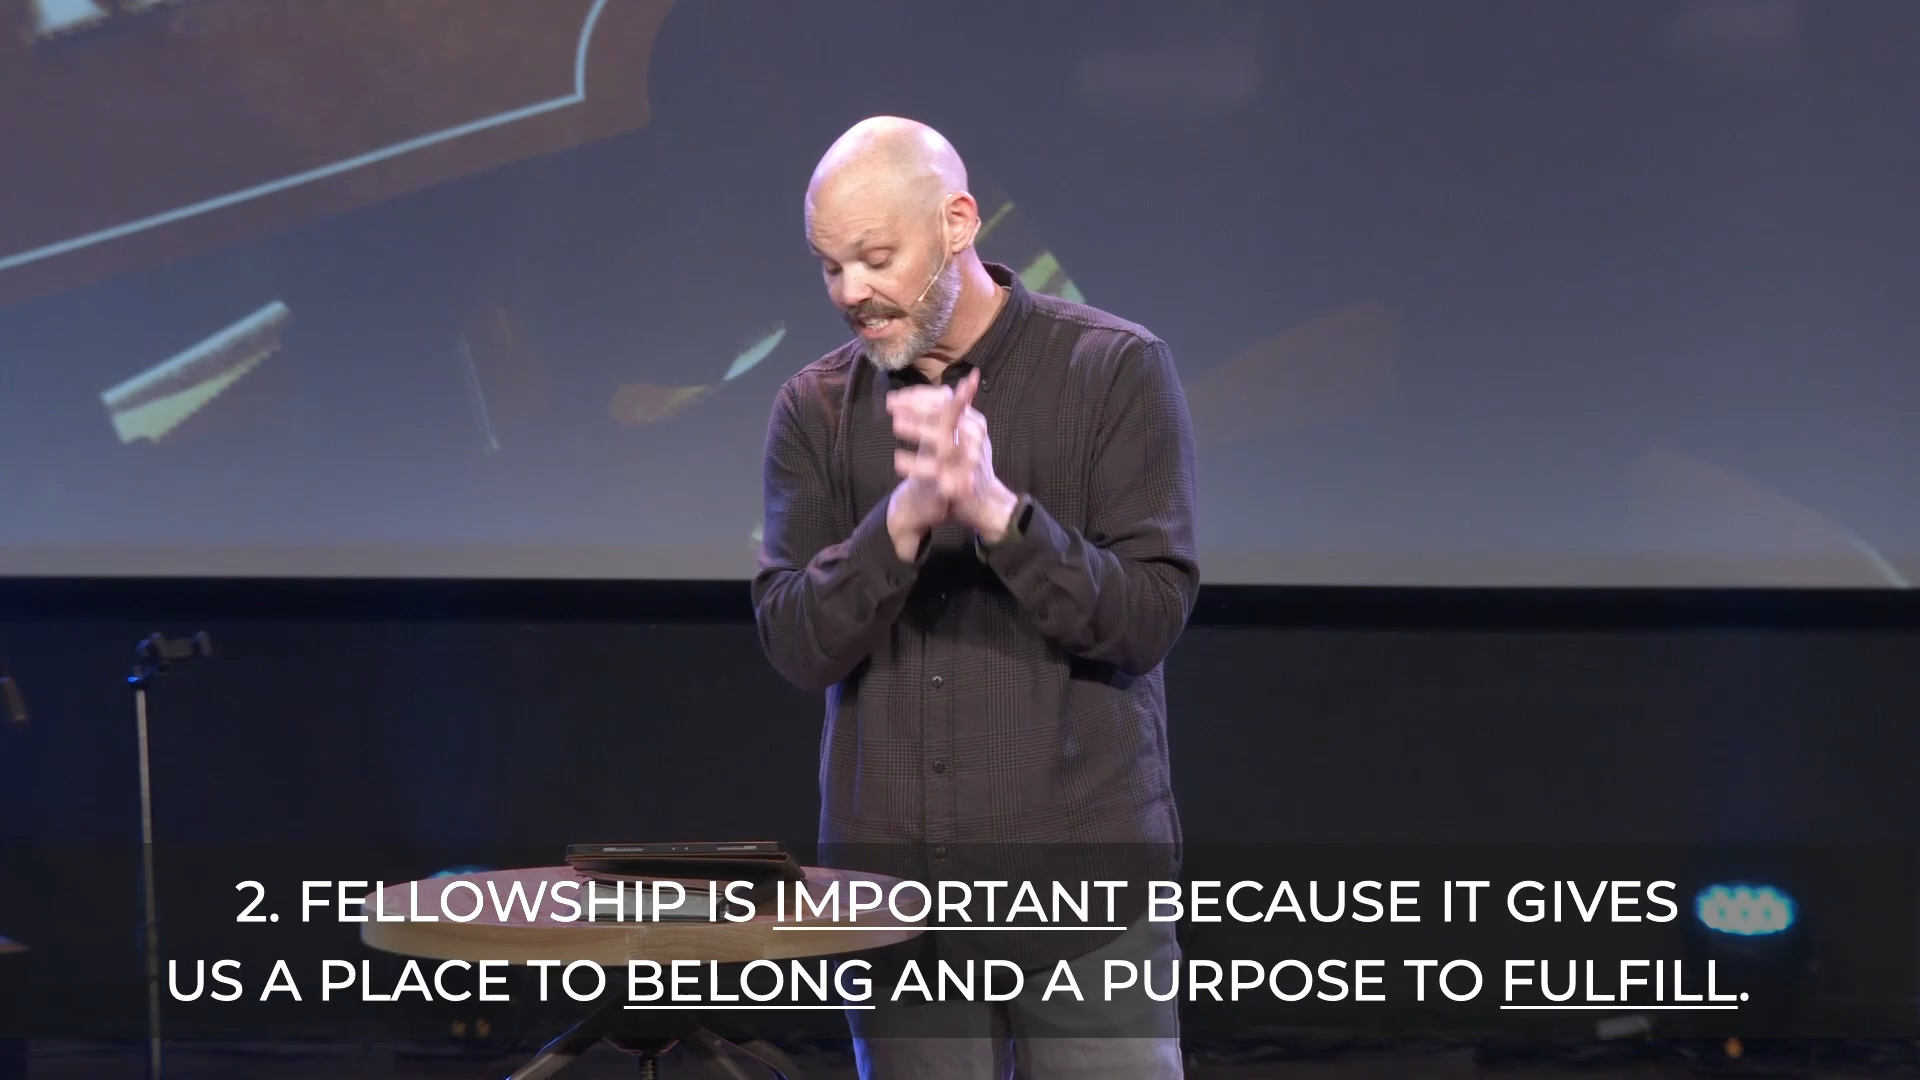 2. FELLOWSHIP IS IMPORTANT BECAUSE IT GIVES
US A PLACE TO BELONG AND A PURPOSE TO FULFILL.